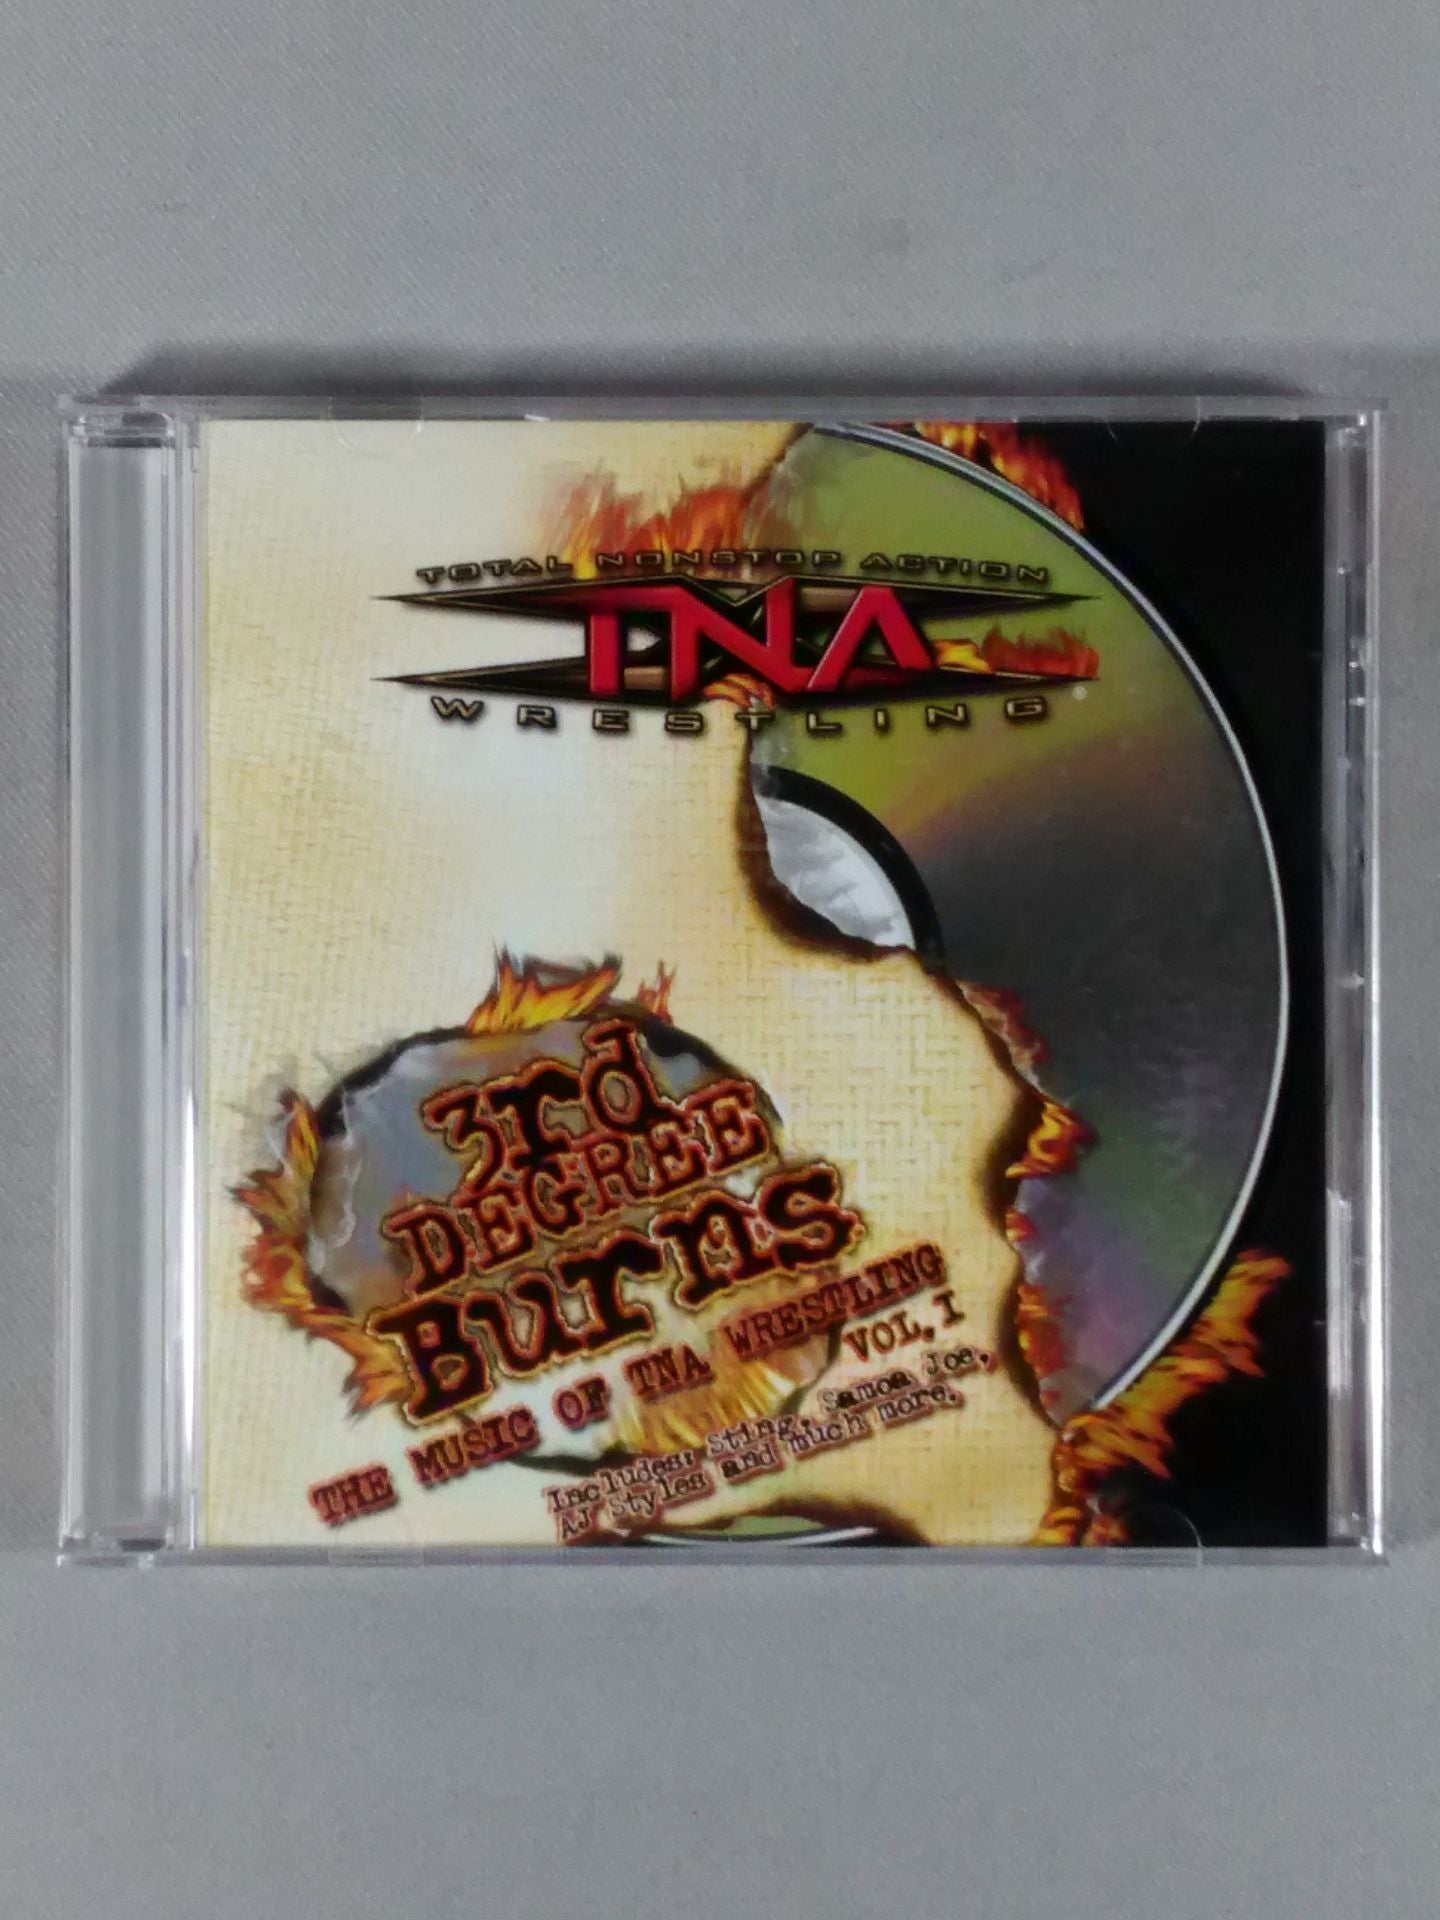 TOTAL NONSTOP ACTION
TNA
WRESTLING
3rd
DEGREE
Burns
THE MUSIC OF TNA WRESTLING
VOL.I
Includes: Sting, Samoa Joe,
AJ Styles and much more.